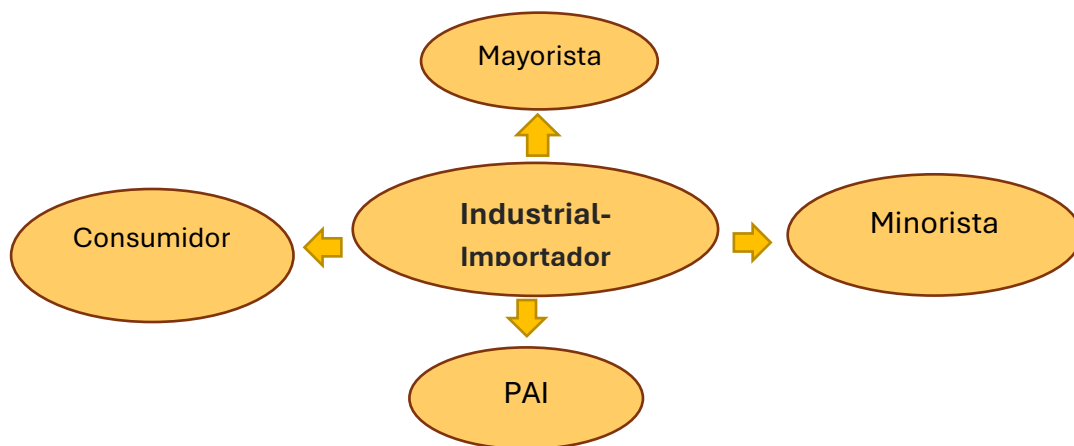 Mayorista
Industrial-
Importador
Consumidor
Minorista
PAI